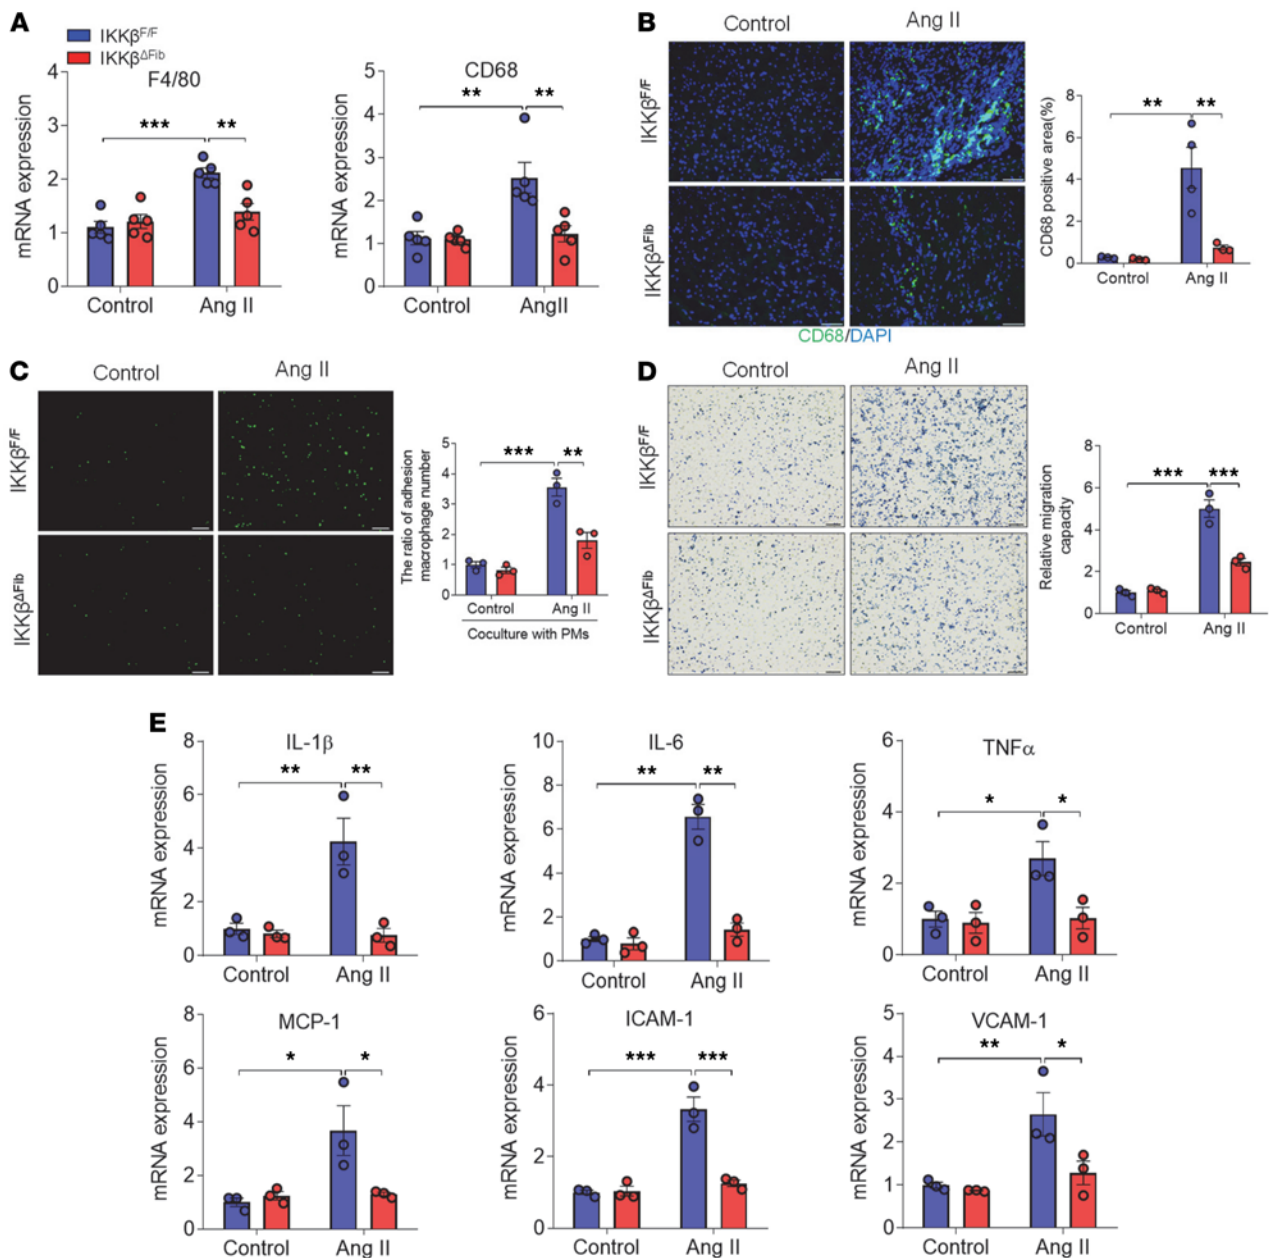 A
IKKβF/F
IKKβΔFib
F4/80
mRNA expression
4
3
2
1
0
***
**
Control
Ang II
CD68
mRNA expression
5
4
3
2
1
0
**
**
Control
AngII
B
Control
Ang II
IKKβF/F
IKKβΔFib
CD68/DAPI
CD68 positive area(%)
8
6
4
2
0
**
**
Control
Ang II
C
Control
Ang II
IKKβF/F
IKKβΔFib
The ratio of adhesion
macrophage number
5
4
3
2
1
0
***
**
Control
Ang II
Coculture with PMs
D
Control
Ang II
IKKβF/F
IKKβΔFib
Relative migration
capacity
8
6
4
2
0
***
***
Control
Ang II
E
IL-1β
mRNA expression
8
6
4
2
0
**
**
Control
Ang II
IL-6
mRNA expression
10
8
6
4
2
0
**
**
Control
Ang II
TNFα
mRNA expression
6
4
2
0
*
*
Control
Ang II
MCP-1
mRNA expression
8
6
4
2
0
*
*
Control
Ang II
ICAM-1
mRNA expression
6
4
2
0
***
***
Control
Ang II
VCAM-1
mRNA expression
5
4
3
2
1
0
**
*
Control
Ang II